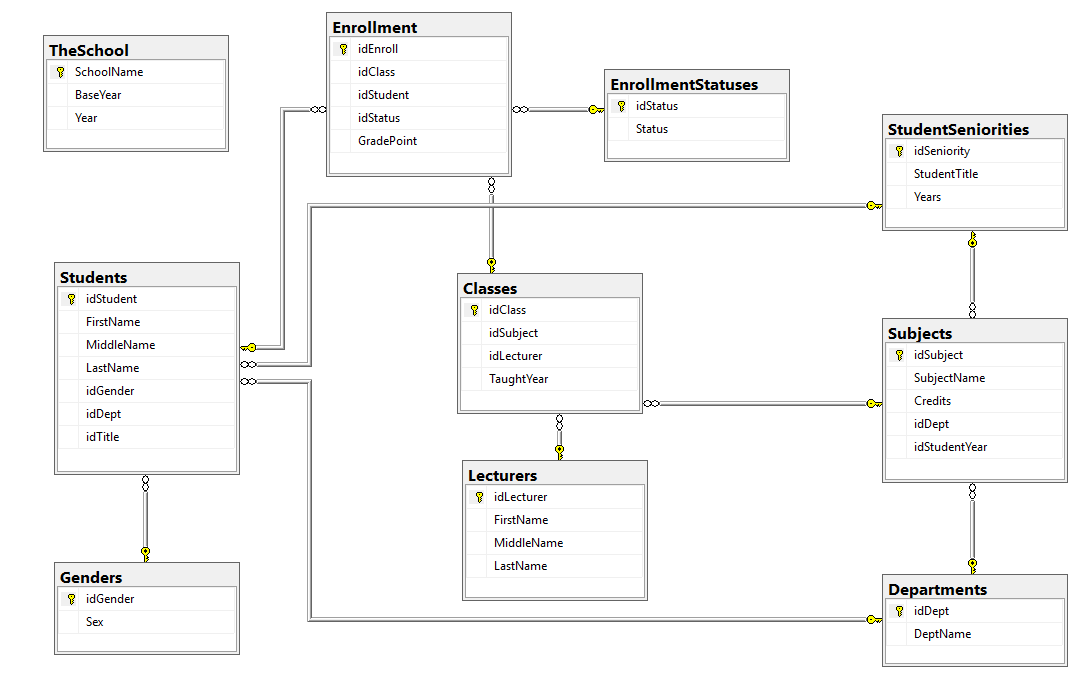 TheSchool
SchoolName
BaseYear
Year
Enrollment
idEnroll
idClass
idStudent
idStatus
GradePoint
EnrollmentStatuses
idStatus
Status
StudentSeniorities
idSeniority
StudentTitle
Years
Students
idStudent
FirstName
MiddleName
LastName
idGender
idDept
idTitle
Classes
idClass
idSubject
idLecturer
TaughtYear
Subjects
idSubject
SubjectName
Credits
idDept
idStudentYear
Lecturers
idLecturer
FirstName
MiddleName
LastName
Genders
idGender
Sex
Departments
idDept
DeptName